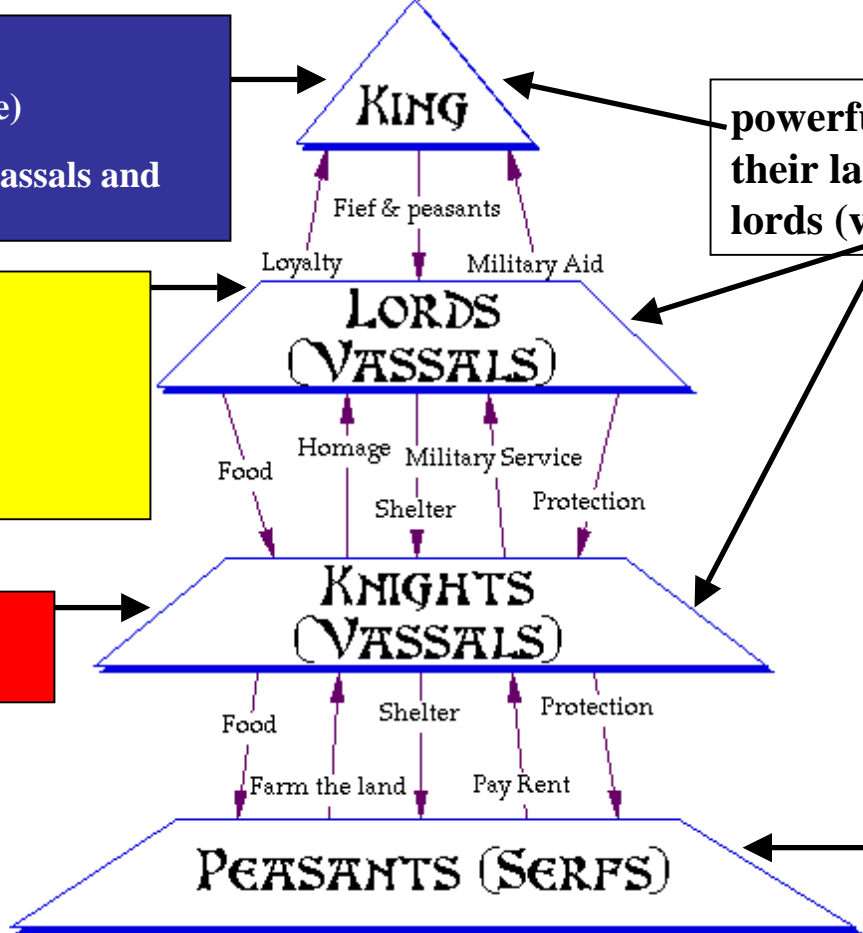 e)
assals and
KING
powerfu
their la
lords (v
Fief & peasants
Loyalty
Military Aid
LORDS
(VASSALS)
Homage
Military Service
Food
Shelter
Protection
KNIGHTS
(VASSALS)
Food
Shelter
Protection
Farm the land
Pay Rent
PEASANTS (SERFS)